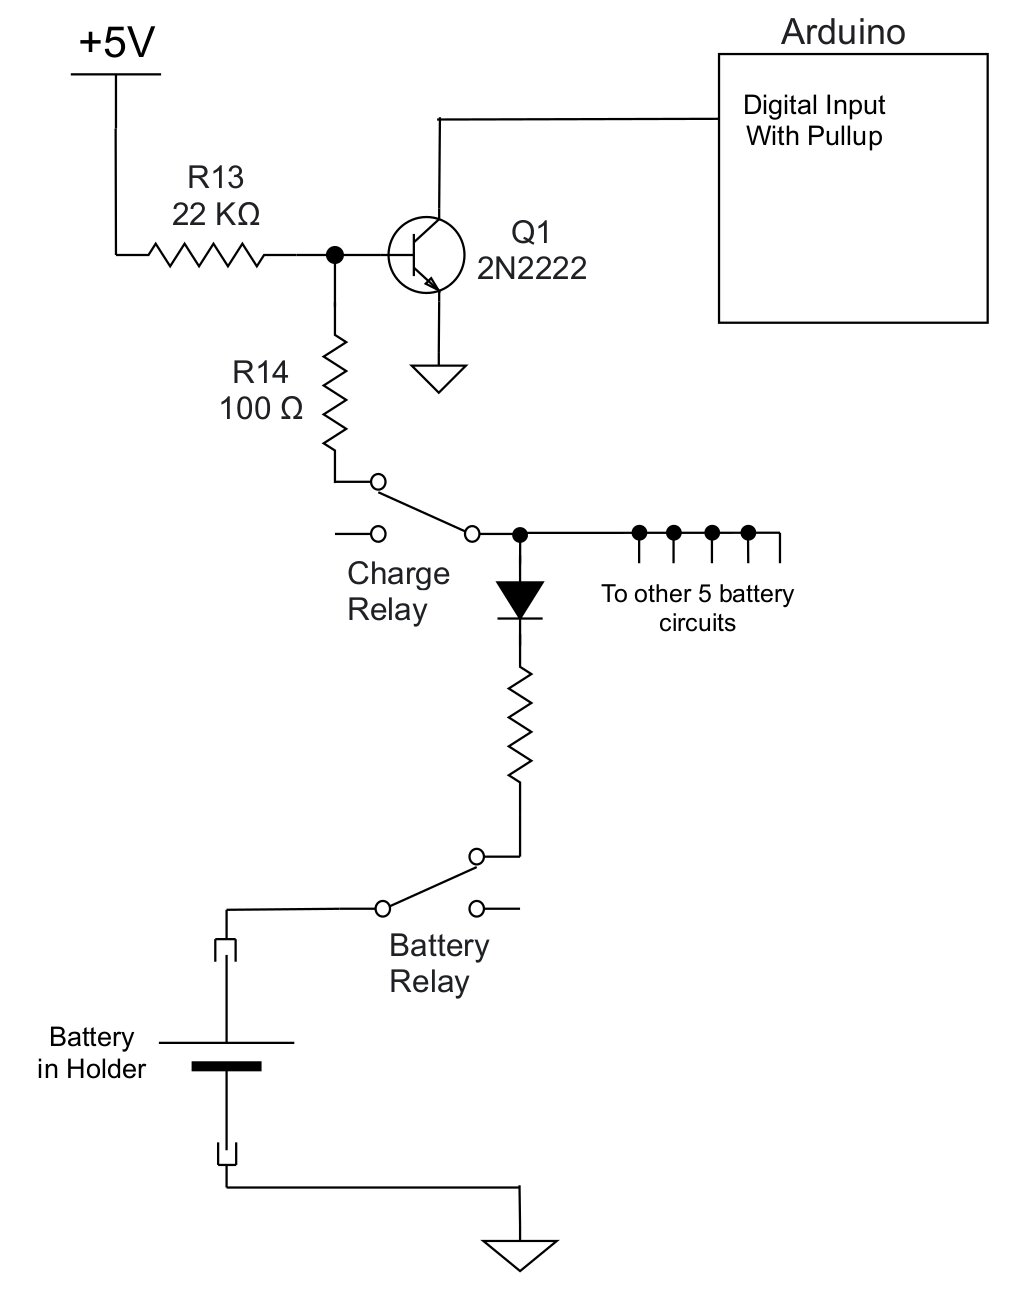 +5V
Arduino
Digital Input
With Pullup
R13
22 KΩ
Q1
2N2222
R14
100 Ω
Charge
Relay
To other 5 battery
circuits
Battery
Relay
Battery
in Holder